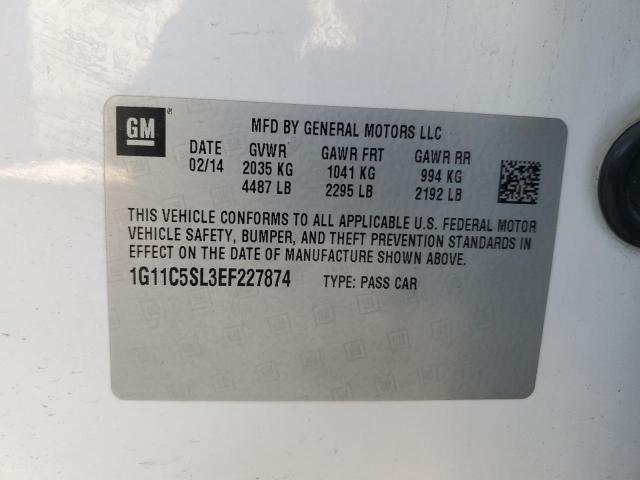 GM®
MFD BY GENERAL MOTORS LLC
DATE GVWR GAWR FRT GAWR RR
02/14 2035 KG 1041 KG 994 KG
4487 LB 2295 LB 2192 LB
THIS VEHICLE CONFORMS TO ALL APPLICABLE U.S. FEDERAL MOTOR
VEHICLE SAFETY, BUMPER, AND THEFT PREVENTION STANDARDS IN
EFFECT ON THE DATE OF MANUFACTURE SHOWN ABOVE.
1G11C5SL3EF227874 TYPE: PASS CAR